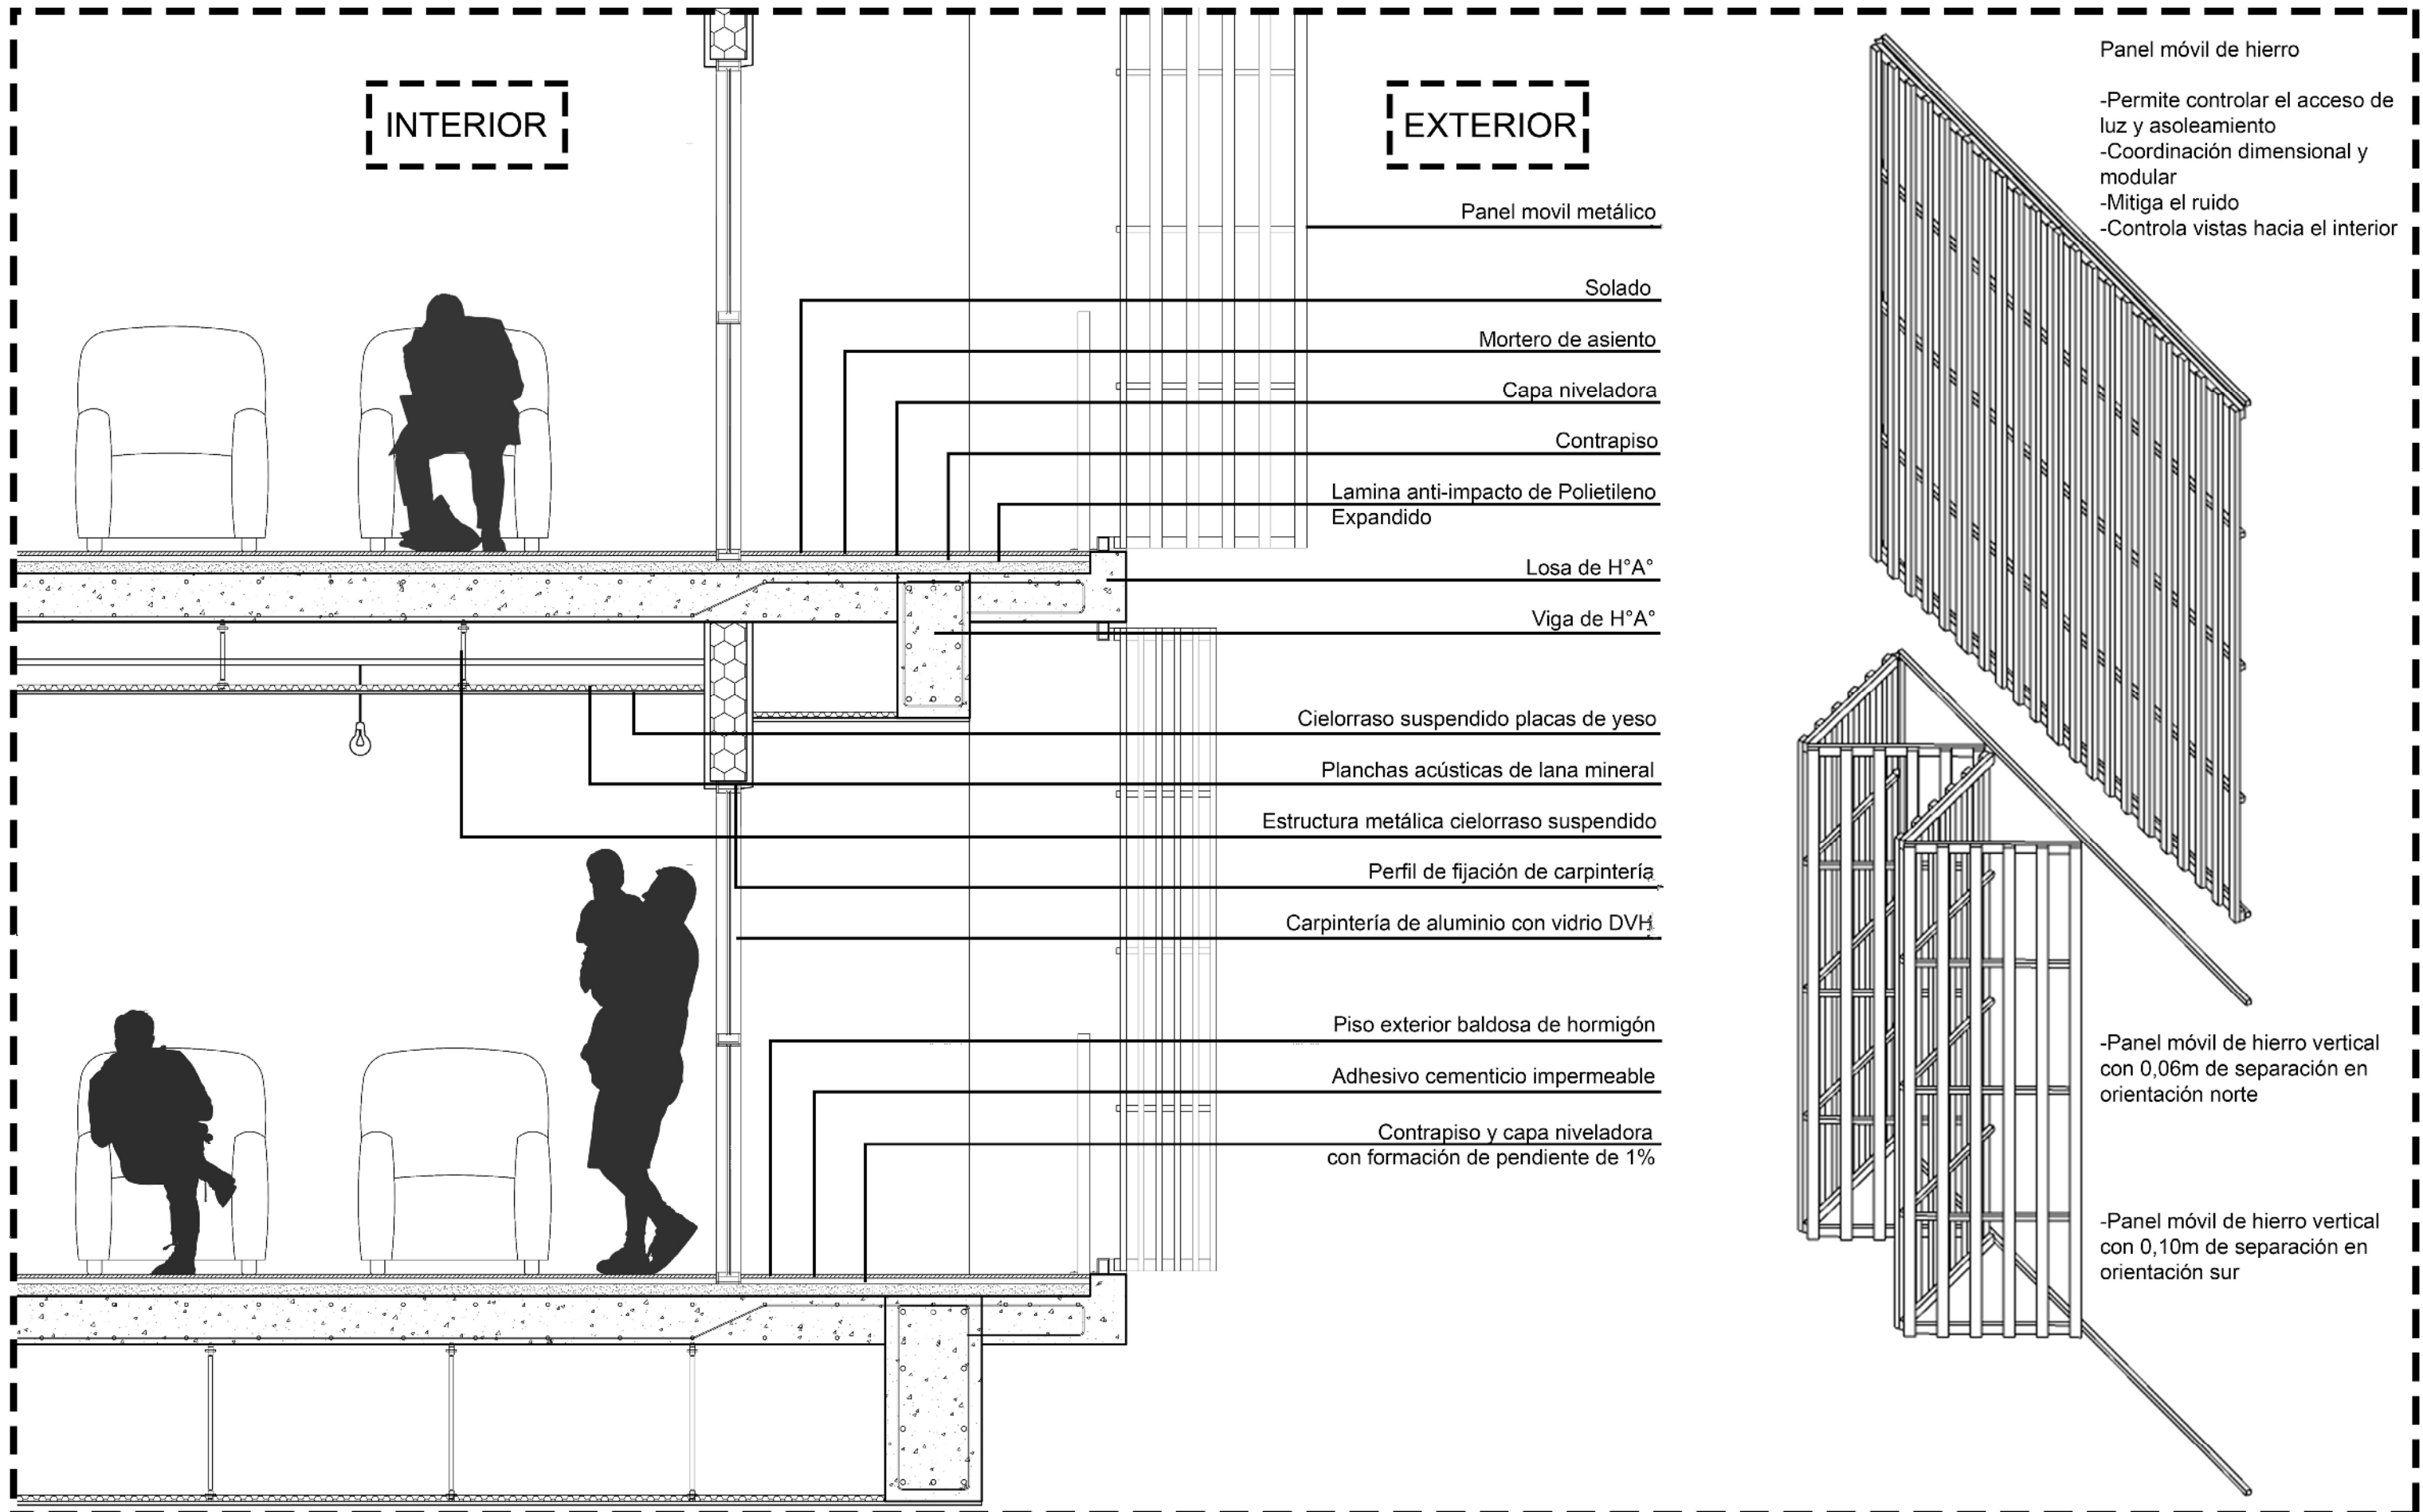 INTERIOR
EXTERIOR
Panel movil metálico
Solado
Mortero de asiento
Capa niveladora
Contrapiso
Lamina anti-impacto de Polietileno
Expandido
Losa de H°A°
Viga de H°A°
Cielorraso suspendido placas de yeso
Planchas acústicas de lana mineral
Estructura metálica cielorraso suspendido
Perfil de fijación de carpintería
Carpintería de aluminio con vidrio DVH
Piso exterior baldosa de hormigón
Adhesivo cementicio impermeable
Contrapiso y capa niveladora
con formación de pendiente de 1%
Panel móvil de hierro
-Permite controlar el acceso de
luz y asoleamiento
-Coordinación dimensional y
modular
-Mitiga el ruido
-Controla vistas hacia el interior
-Panel móvil de hierro vertical
con 0,06m de separación en
orientación norte
-Panel móvil de hierro vertical
con 0,10m de separación en
orientación sur